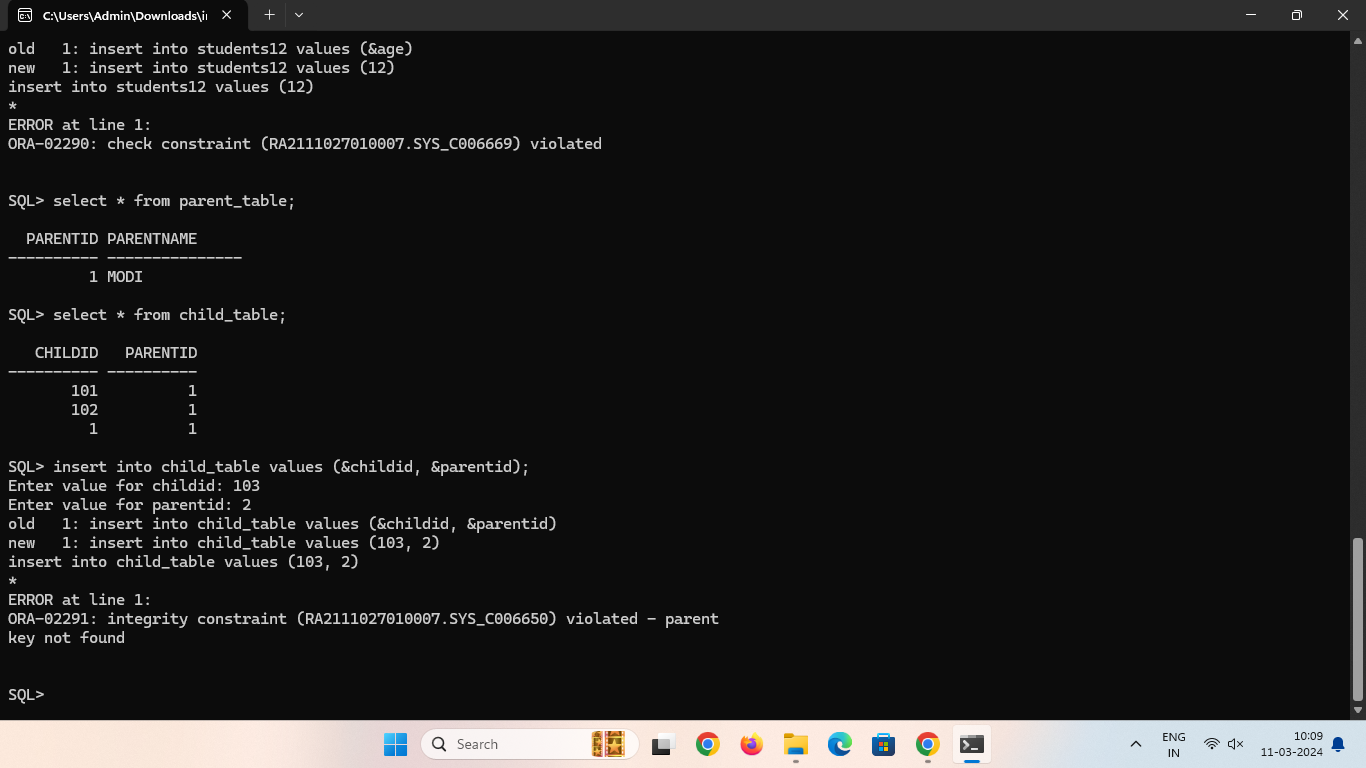 C:\Users\Admin\Downloads\i
old   1: insert into students12 values (&age)
new   1: insert into students12 values (12)
insert into students12 values (12)
*
ERROR at line 1:
ORA-02290: check constraint (RA2111027010007.SYS_C006669) violated
SQL> select * from parent_table;
  PARENTID PARENTNAME
---------- ---------------
         1 MODI
SQL> select * from child_table;
   CHILDID   PARENTID
---------- ----------
       101          1
       102          1
         1          1
SQL> insert into child_table values (&childid, &parentid);
Enter value for childid: 103
Enter value for parentid: 2
old   1: insert into child_table values (&childid, &parentid)
new   1: insert into child_table values (103, 2)
insert into child_table values (103, 2)
*
ERROR at line 1:
ORA-02291: integrity constraint (RA2111027010007.SYS_C006650) violated - parent
key not found
SQL>
Search
ENG
IN
10:09
11-03-2024